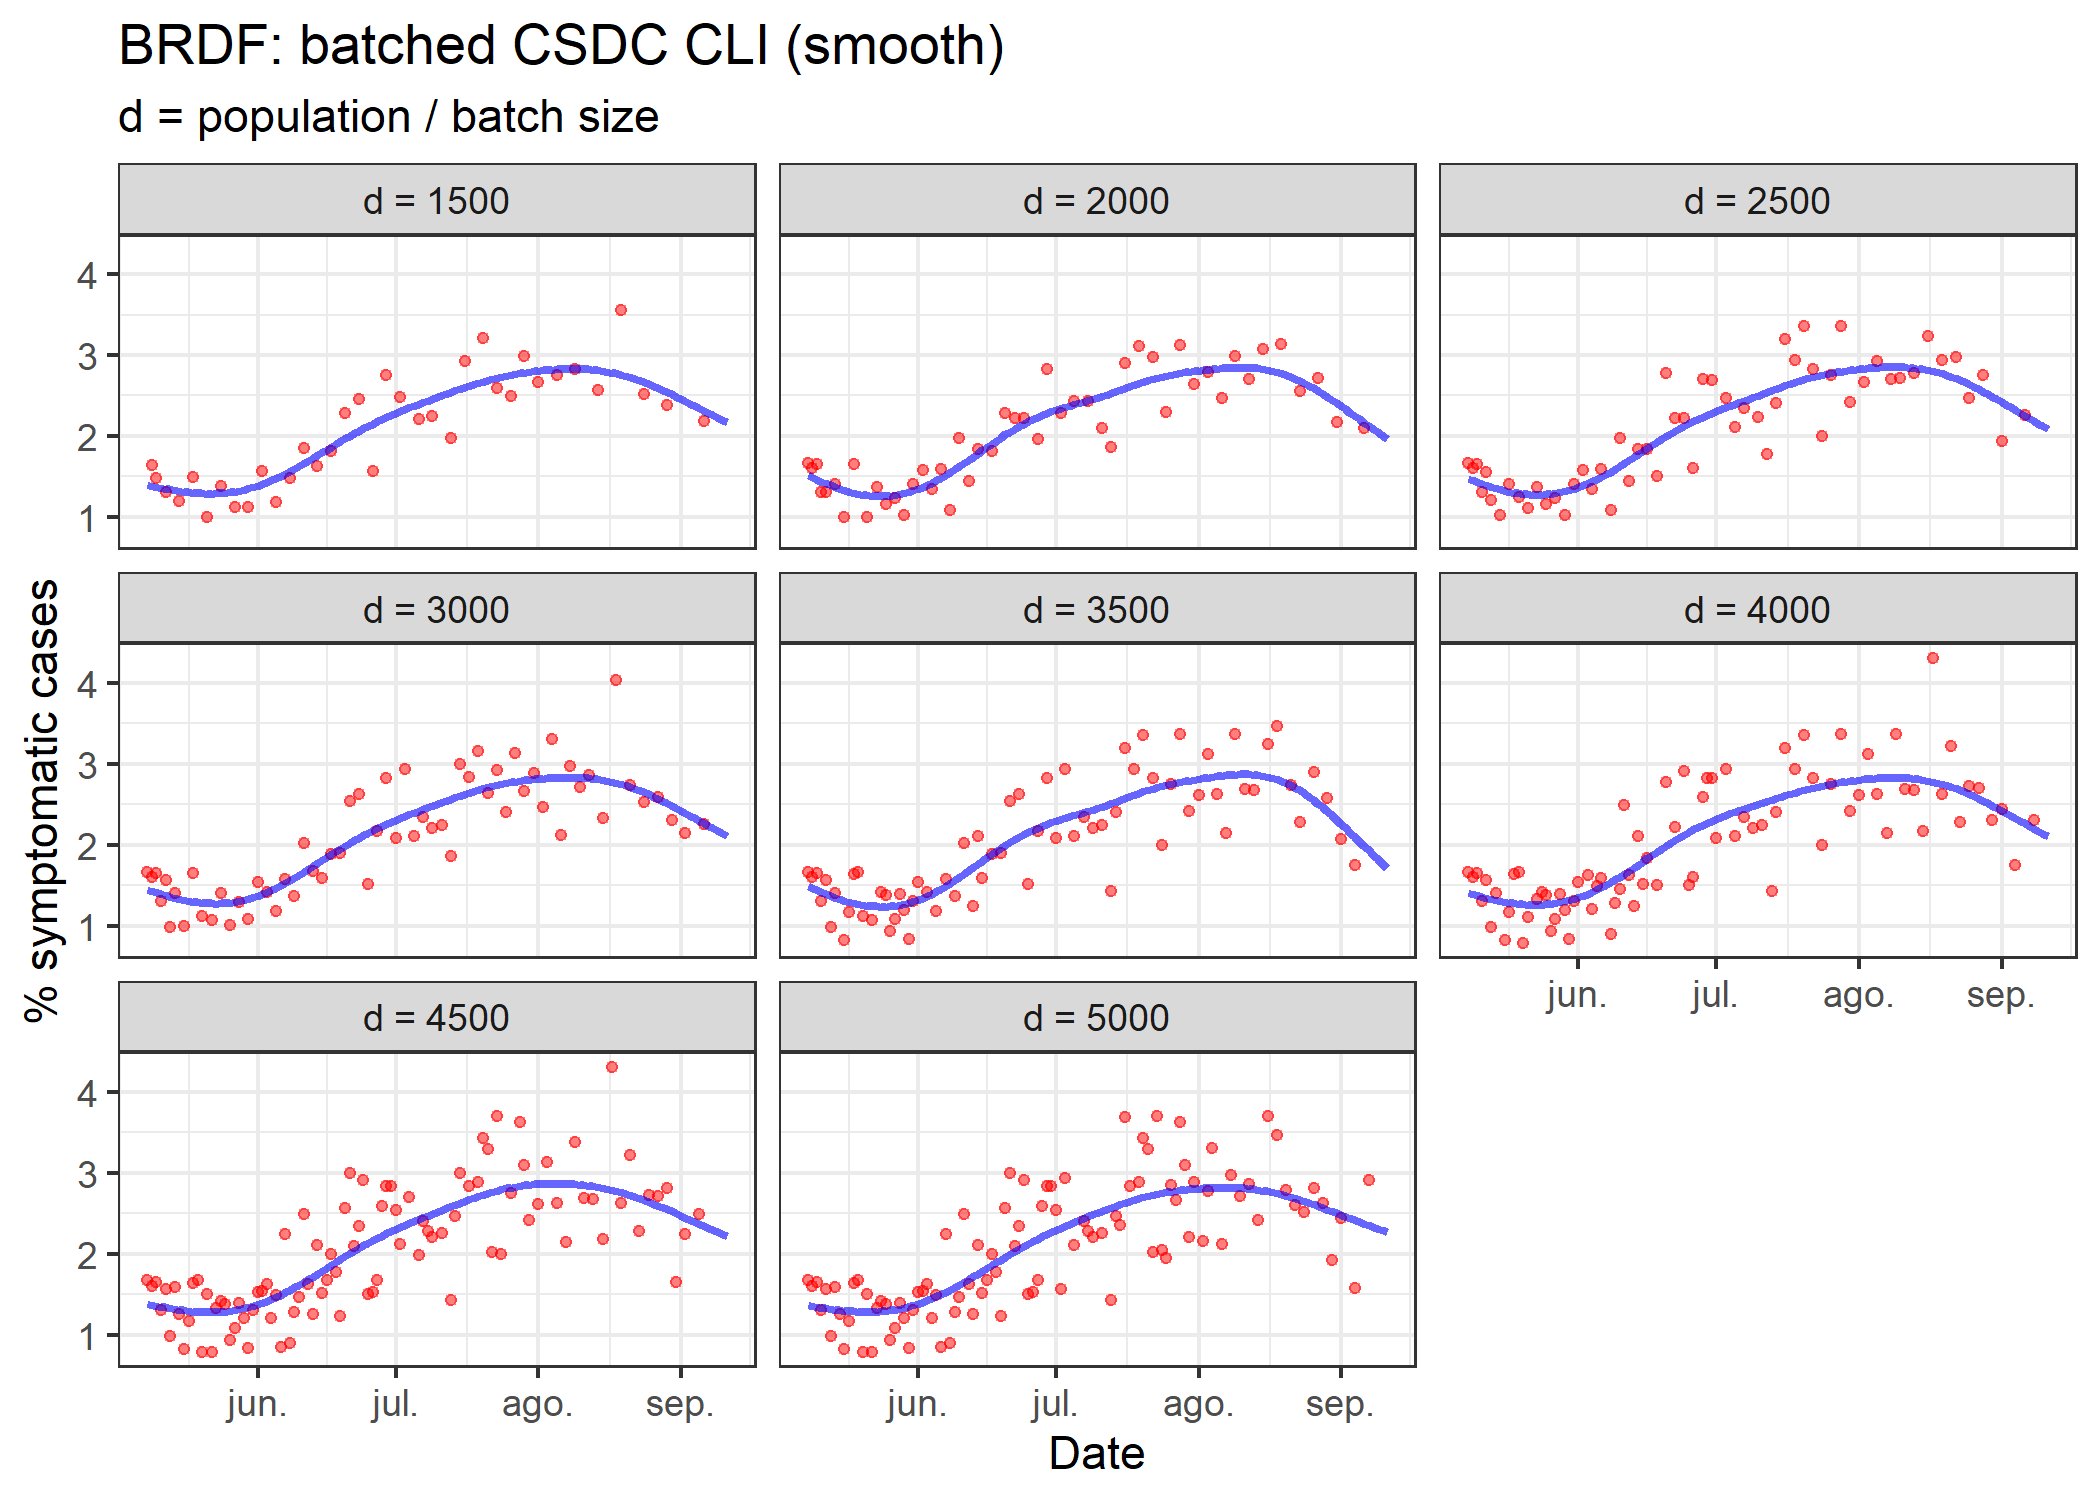 BRDF: batched CSDC CLI (smooth)
d = population / batch size
d = 1500
d = 2000
d = 2500
4
3
2
1
d = 3000
d = 3500
d = 4000
4
3
2
1
jun.
jul.
ago.
sep.
d = 4500
d = 5000
4
3
2
1
jun.
jul.
ago.
sep.
jun.
jul.
ago.
sep.
% symptomatic cases
Date